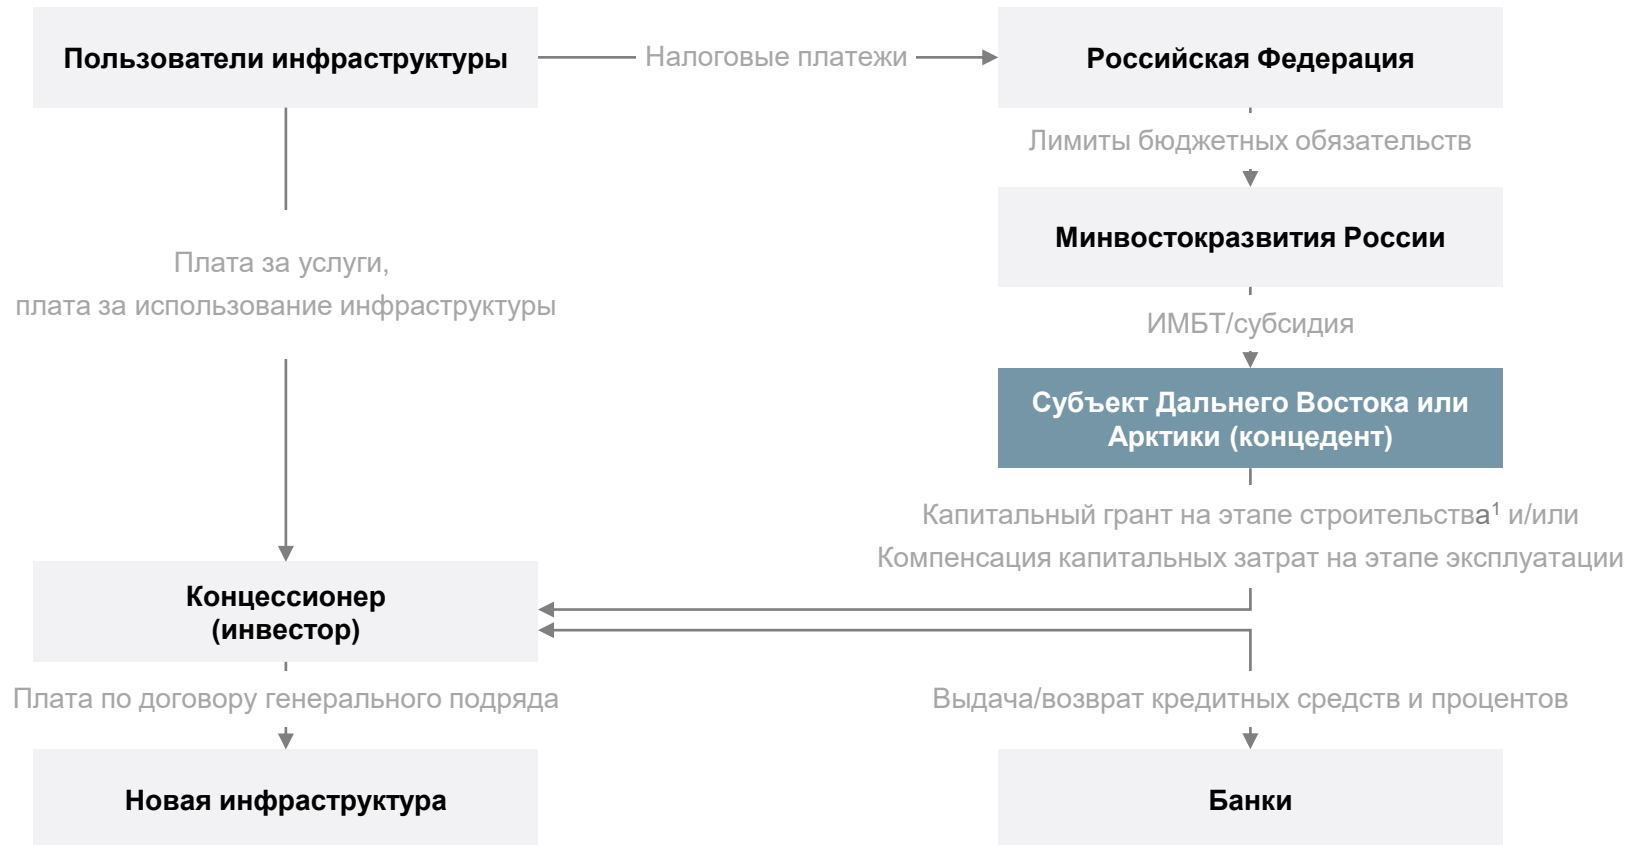 Пользователи инфраструктуры
Налоговые платежи
Российская Федерация
Лимиты бюджетных обязательств
Минвостокразвития России
Плата за услуги,
плата за использование инфраструктуры
ИМБТ/субсидия
Субъект Дальнего Востока или
Арктики (концедент)
Капитальный грант на этапе строительства¹ и/или
Компенсация капитальных затрат на этапе эксплуатации
Концессионер
(инвестор)
Плата по договору генерального подряда
Выдача/возврат кредитных средств и процентов
Новая инфраструктура
Банки